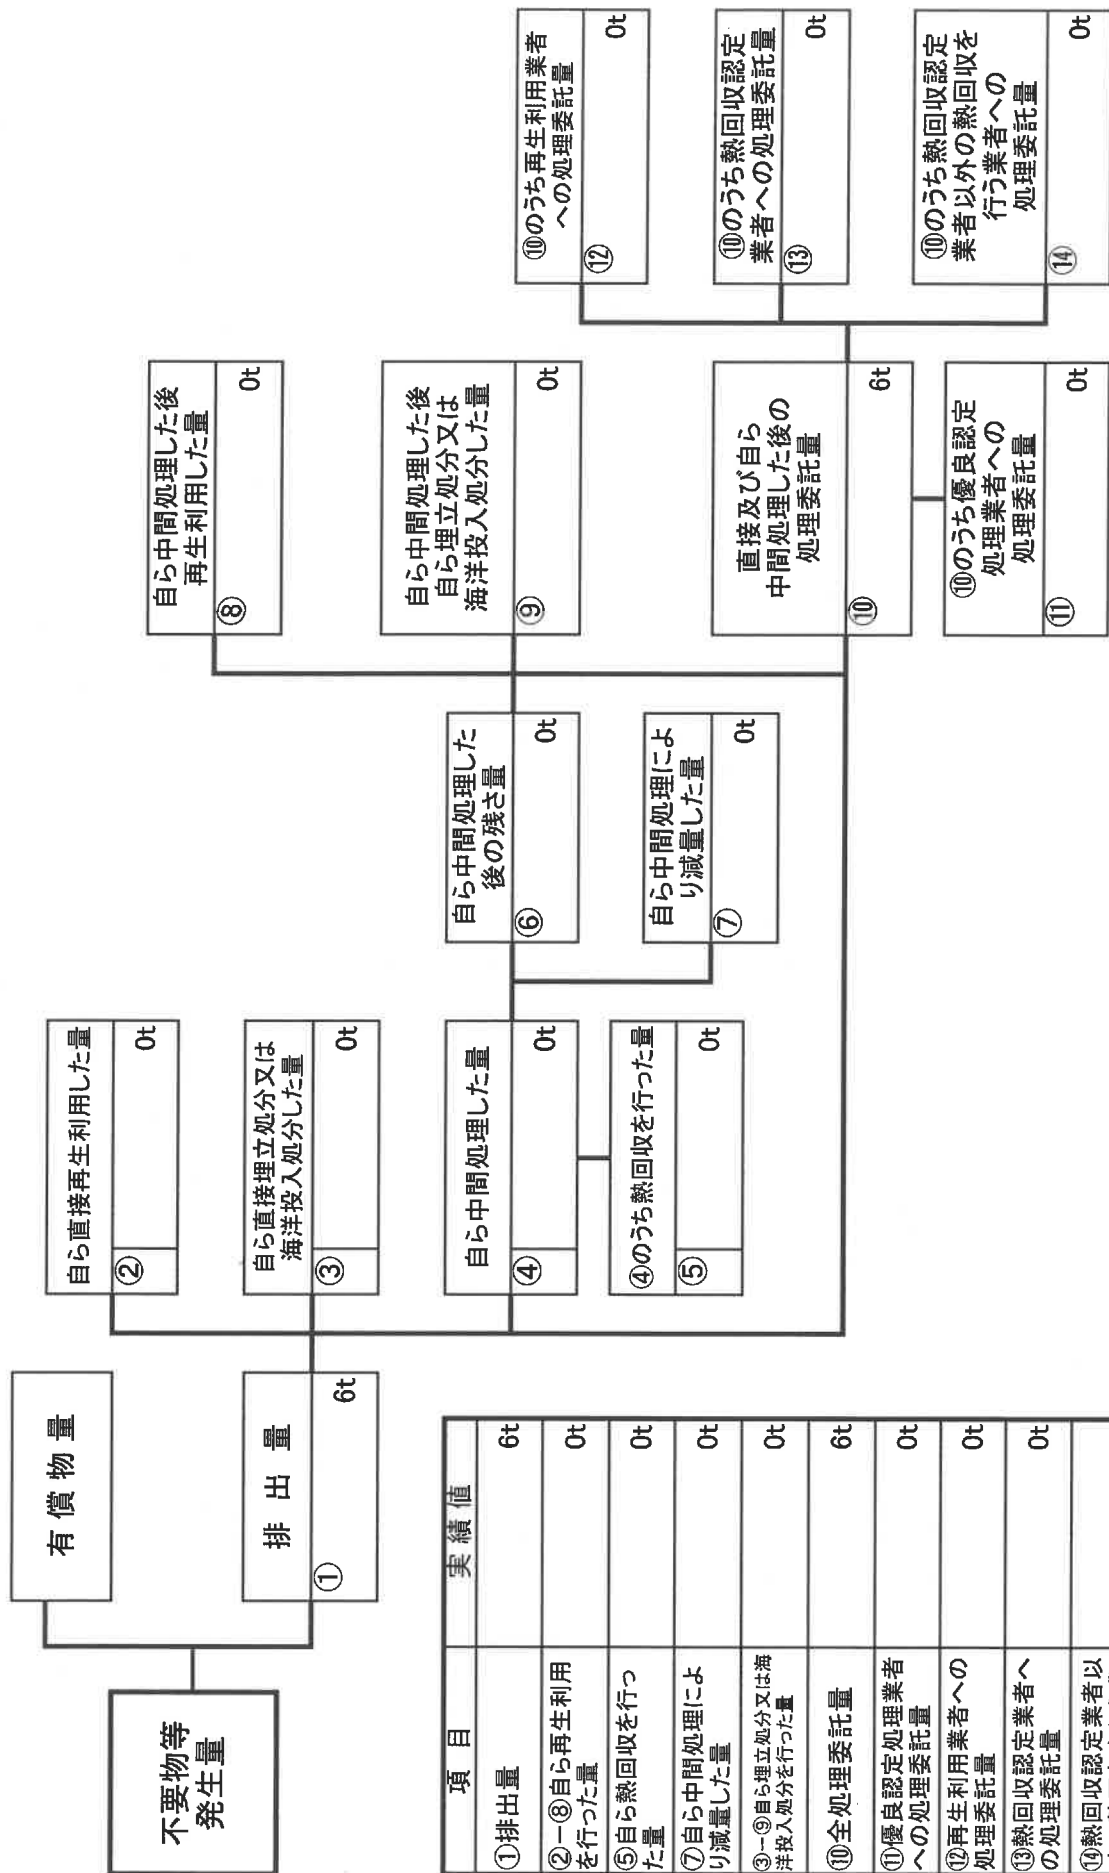 不要物等
発生量
有償物量
排出量
①
6t
自ら直接再生利用した量
②
0t
自ら直接埋立処分又は
海洋投入処分した量
③
0t
自ら中間処理した量
④
0t
④のうち熱回収を行った量
⑤
0t
自ら中間処理した
後の残さ量
⑥
0t
自ら中間処理によ
り減量した量
⑦
0t
自ら中間処理した後
再生利用した量
⑧
0t
自ら中間処理した後
自ら埋立処分又は
海洋投入処分した量
⑨
0t
直接及び自ら
中間処理した後の
処理委託量
⑩
6t
⑩のうち優良認定
処理業者への
処理委託量
⑪
0t
⑩のうち再生利用業者
への処理委託量
⑫
0t
⑩のうち熱回収認定
業者への処理委託量
⑬
0t
⑩のうち熱回収認定
業者以外の熱回収を
行う業者への
処理委託量
⑭
0t
項目 実績値
①排出量 6t
②ー⑧自ら再生利用
を行った量 0t
⑤自ら熱回収を行っ
た量 0t
⑦自ら中間処理によ
り減量した量 0t
③ー⑨自ら埋立処分又は海
洋投入処分を行った量 0t
⑩全処理委託量 6t
⑪優良認定処理業者
への処理委託量 0t
⑫再生利用業者への
処理委託量 0t
⑬熱回収認定業者へ
の処理委託量 0t
⑭熱回収認定業者以